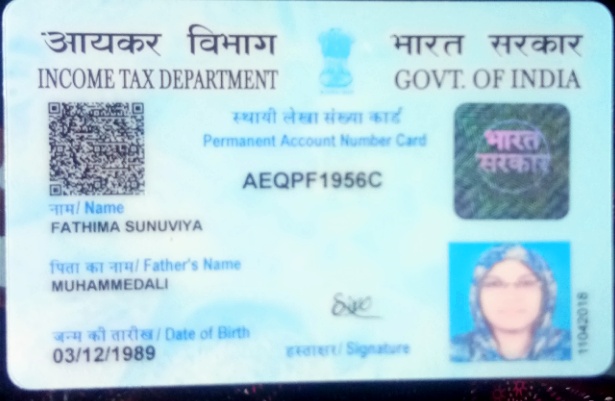 आयकर विभाग
INCOME TAX DEPARTMENT
भारत सरकार
GOVT. OF INDIA
स्थायी लेखा संख्या कार्ड
Permanent Account Number Card
AEQPF1956C
भारत
सरकार
नाम/ Name
FATHIMA SUNUVIYA
पिता का नाम/ Father's Name
MUHAMMEDALI
जन्म की तारीख/ Date of Birth
03/12/1989
हस्ताक्षर/ Signature
11042018